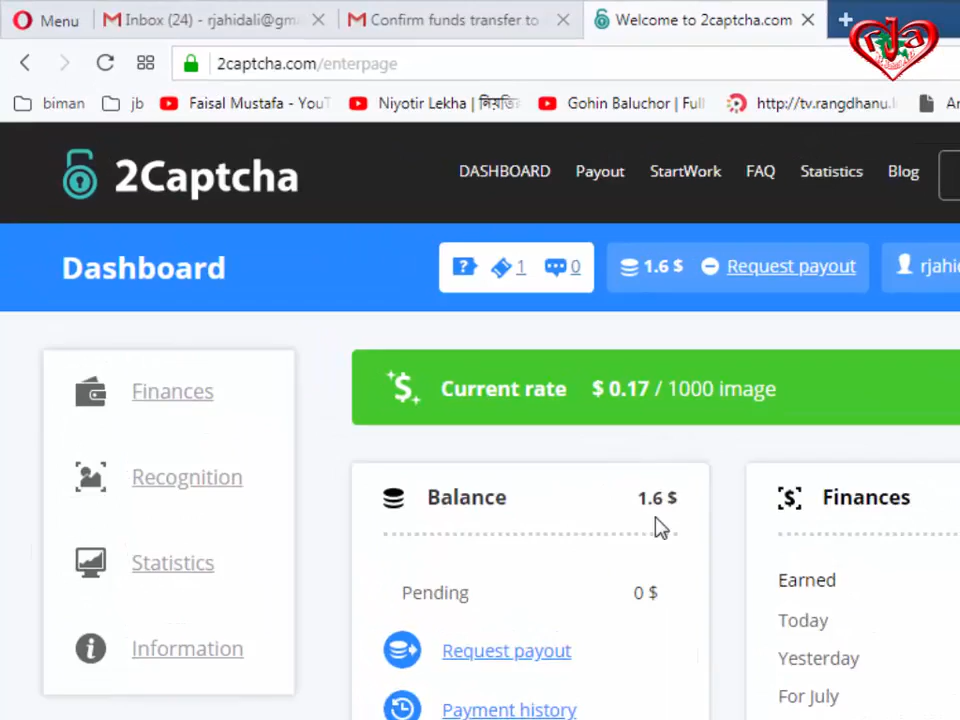 Menu
Inbox (24) - rjahidali@gm
Confirm funds transfer to
Welcome to 2captcha.com
rja
2captcha.com/enterpage
biman
jb
Faisal Mustafa - YouT
Niyotir Lekha | নিয়তির
Gohin Baluchor | Full
http://tv.rangdhanu.l
Ar
2Captcha
DASHBOARD
Payout
StartWork
FAQ
Statistics
Blog
Dashboard
1
0
1.6 $
Request payout
rjahid
Current rate $ 0.17 / 1000 image
Finances
Recognition
Statistics
Information
Balance 1.6 $
Pending 0 $
Request payout
Payment history
Finances
Earned
Today
Yesterday
For July